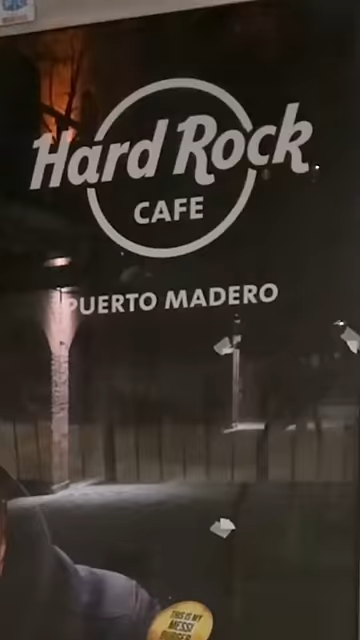 Hard Rock
CAFE
PUERTO MADERO
THIS IS MY
MESSI
BURGER